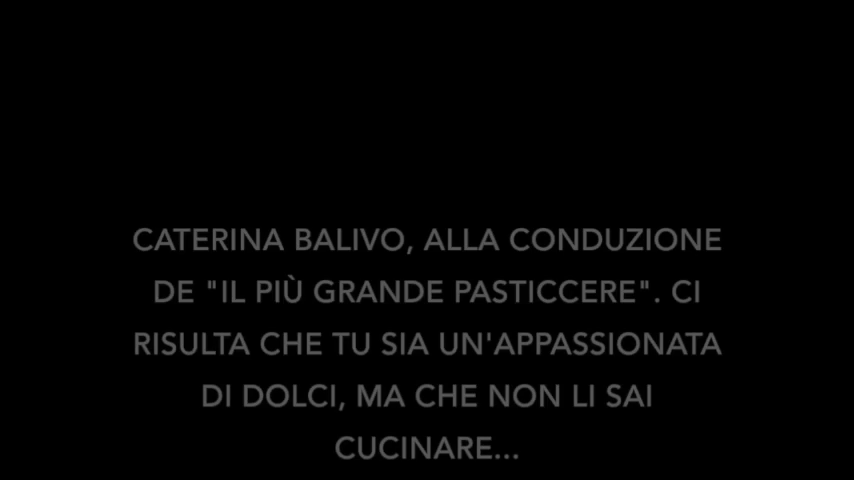 CATERINA BALIVO, ALLA CONDUZIONE
DE "IL PIÙ GRANDE PASTICCERE". CI
RISULTA CHE TU SIA UN'APPASSIONATA
DI DOLCI, MA CHE NON LI SAI
CUCINARE...